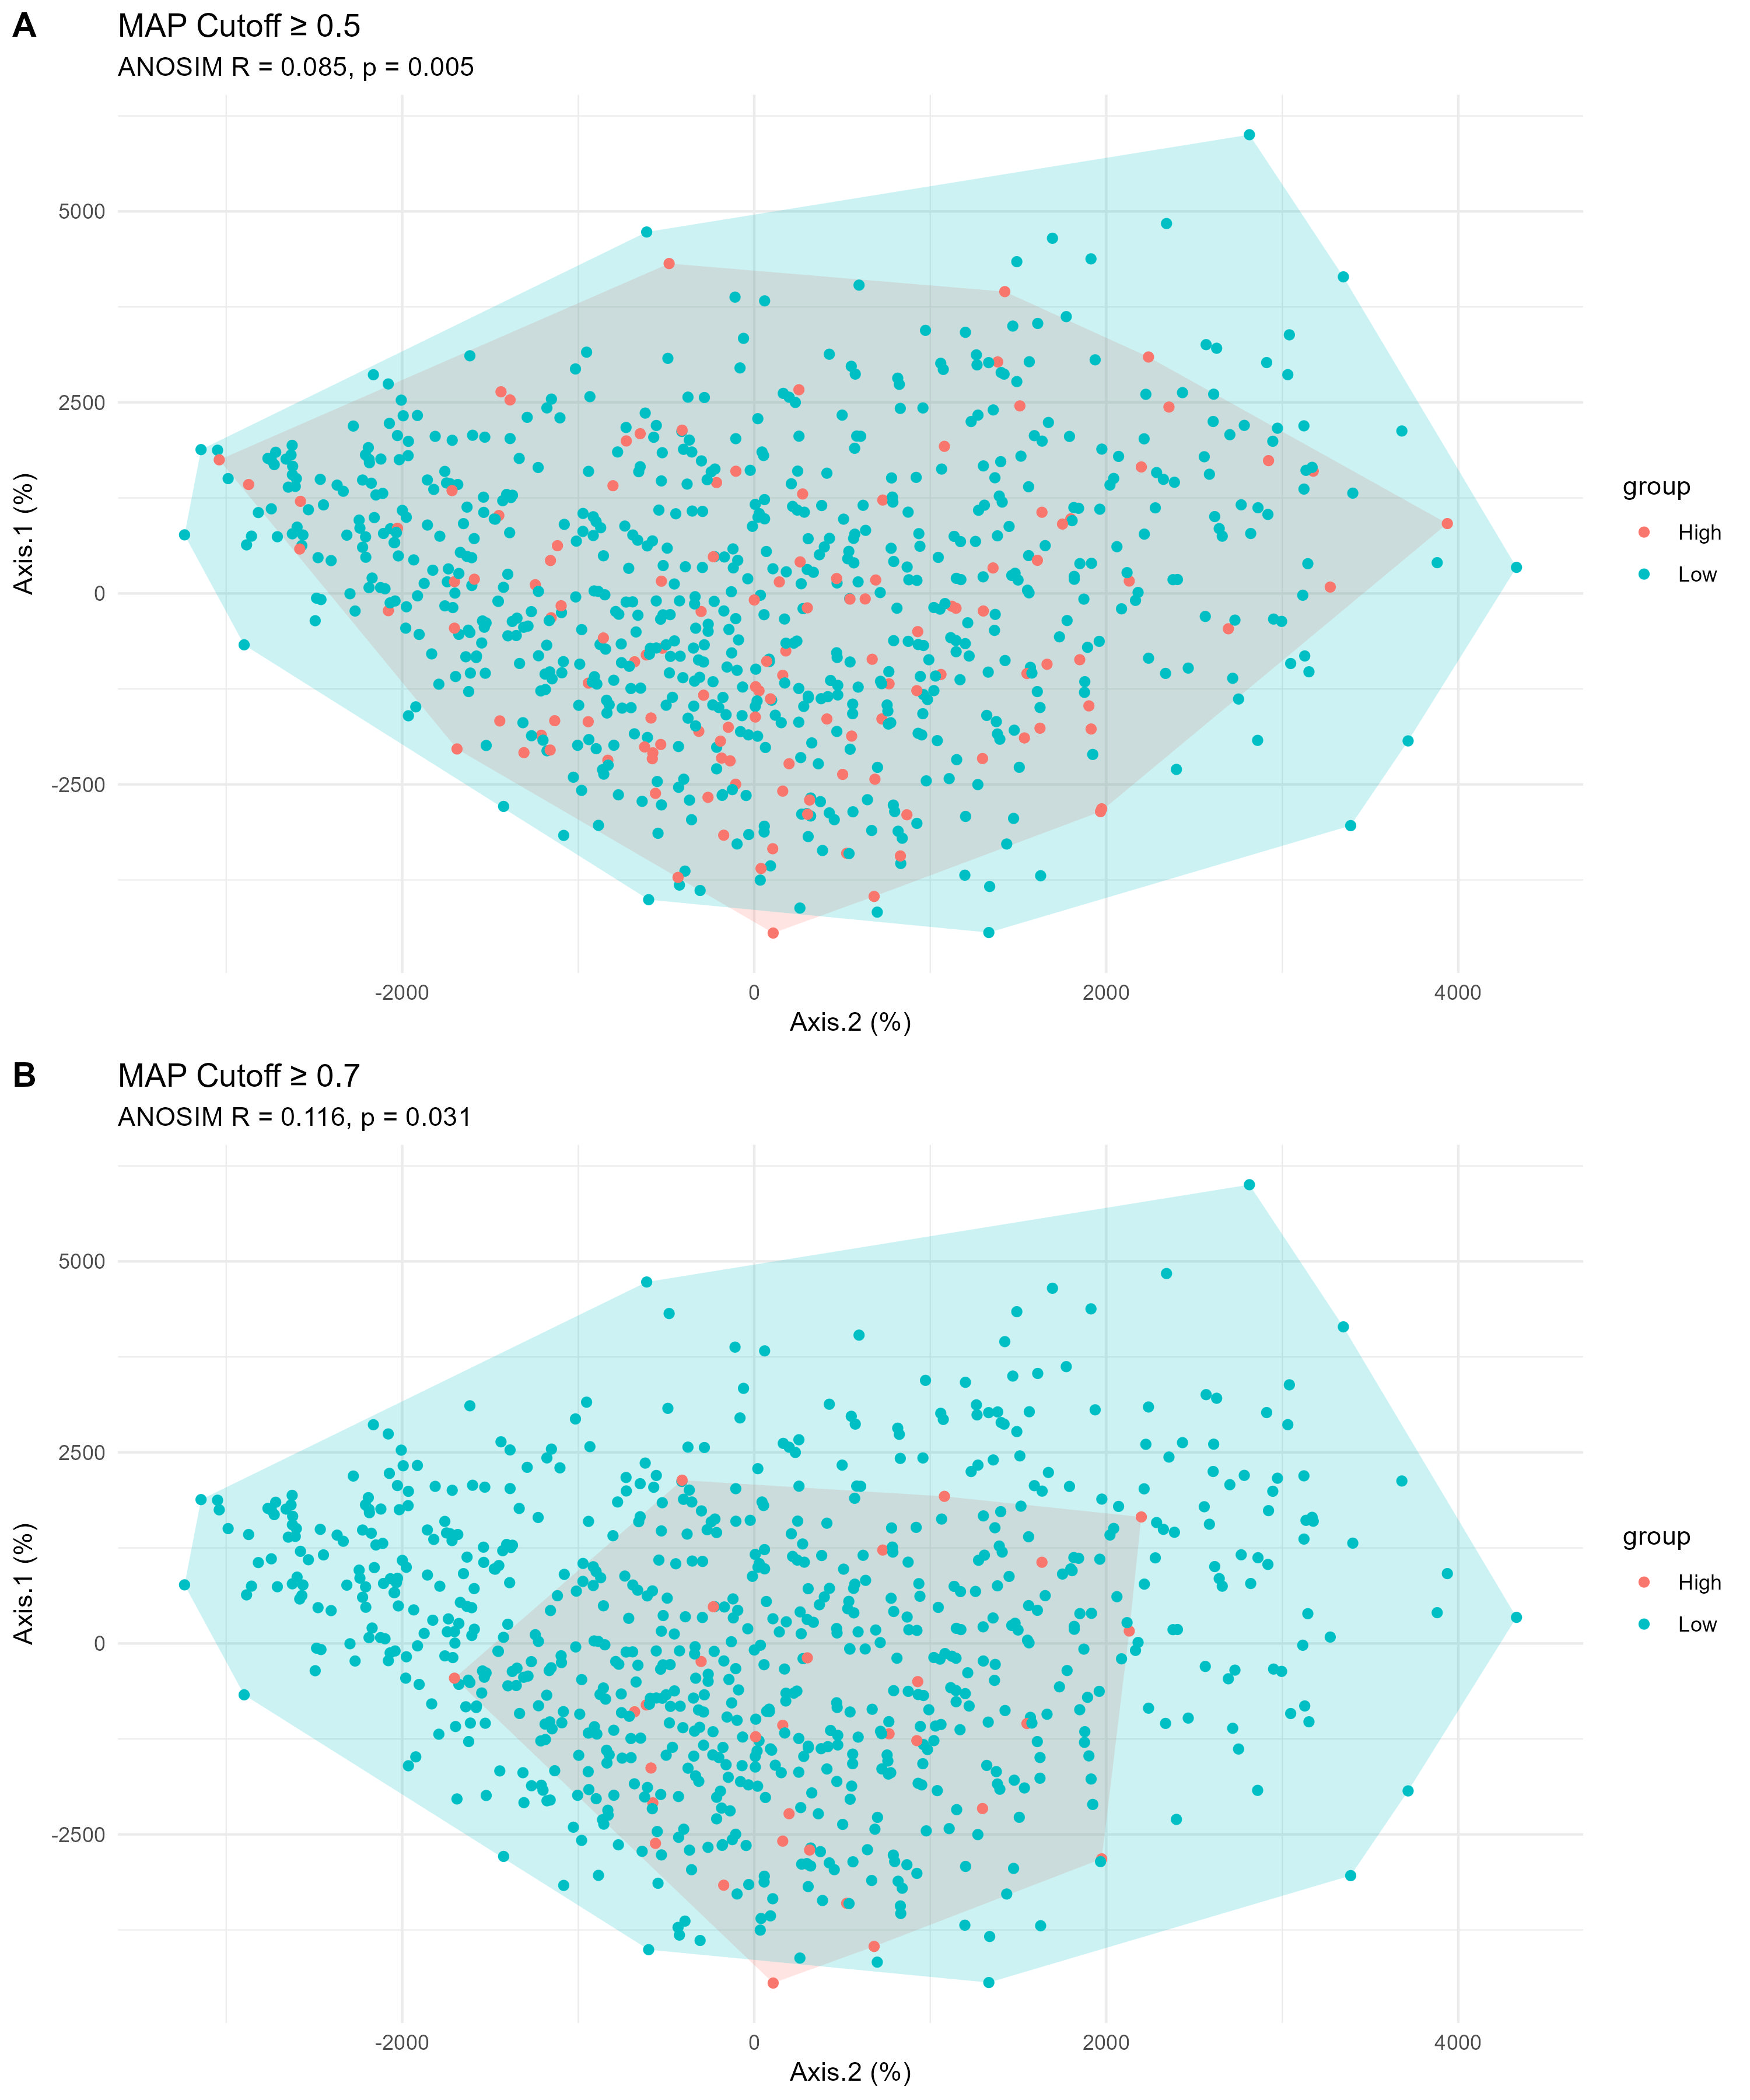 A
MAP Cutoff ≥ 0.5
ANOSIM R = 0.085, p = 0.005
5000
2500
0
-2500
Axis.1 (%)
-2000
0
2000
4000
Axis.2 (%)
group
High
Low
B
MAP Cutoff ≥ 0.7
ANOSIM R = 0.116, p = 0.031
5000
2500
0
-2500
Axis.1 (%)
-2000
0
2000
4000
Axis.2 (%)
group
High
Low